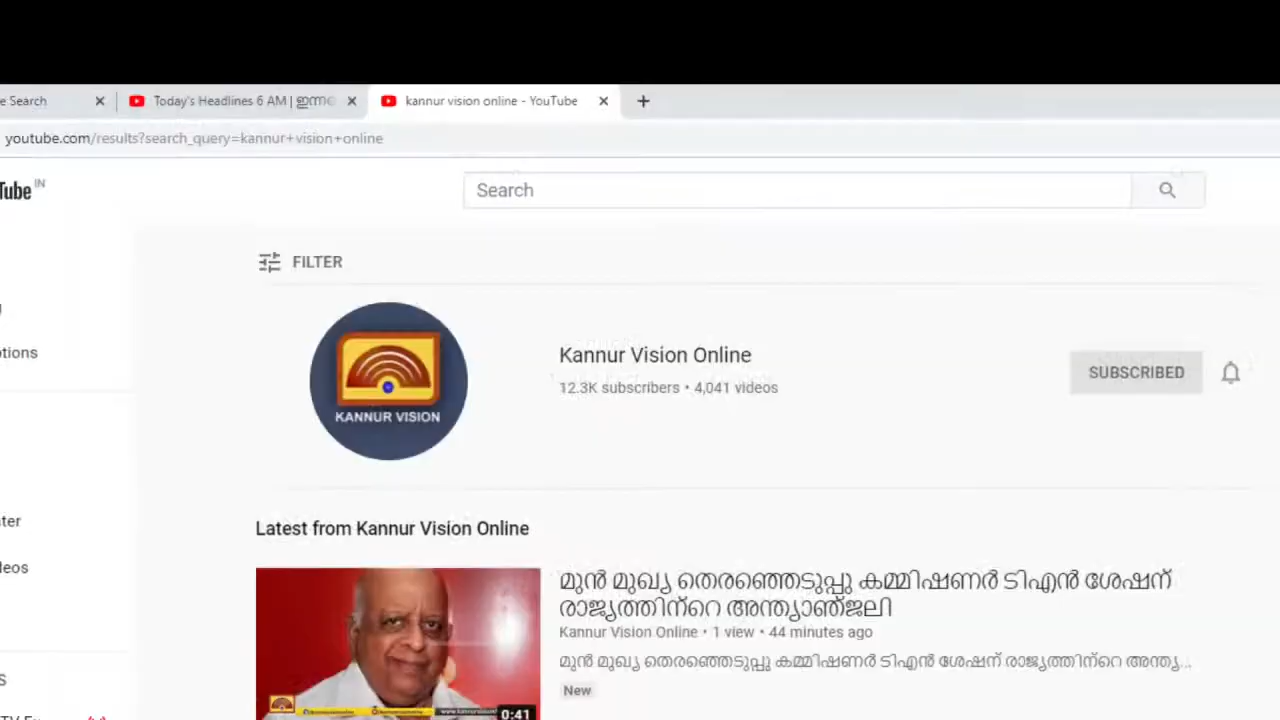 e Search
Today's Headlines 6 AM | ഇന്നത്
kannur vision online - YouTube
youtube.com/results?search_query=kannur+vision+online
Tube IN
Search
FILTER
KANNUR VISION
Kannur Vision Online
12.3K subscribers • 4,041 videos
SUBSCRIBED
otions
ter
leos
S
Latest from Kannur Vision Online
മുൻ മുഖ്യ തെരഞ്ഞെടുപ്പു കമ്മിഷണർ ടിഎൻ ശേഷന്
രാജ്യത്തിന്റെ അന്ത്യാഞ്ജലി
Kannur Vision Online • 1 view • 44 minutes ago
മുൻ മുഖ്യ തെരഞ്ഞെടുപ്പു കമ്മിഷണർ ടിഎൻ ശേഷന് രാജ്യത്തിന്റെ അന്ത്യ...
New
0:41